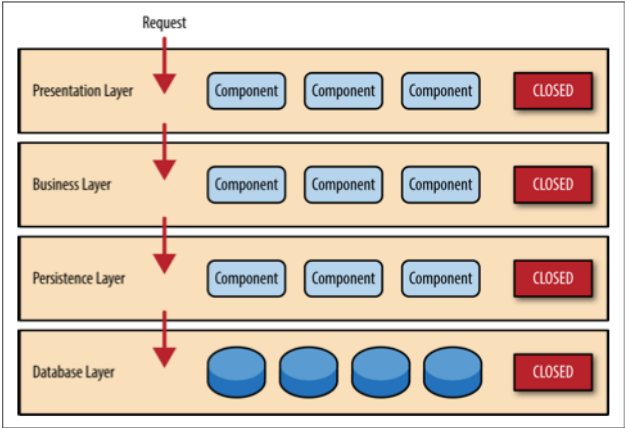 Request
Presentation Layer Component Component Component CLOSED
Business Layer Component Component Component CLOSED
Persistence Layer Component Component Component CLOSED
Database Layer CLOSED